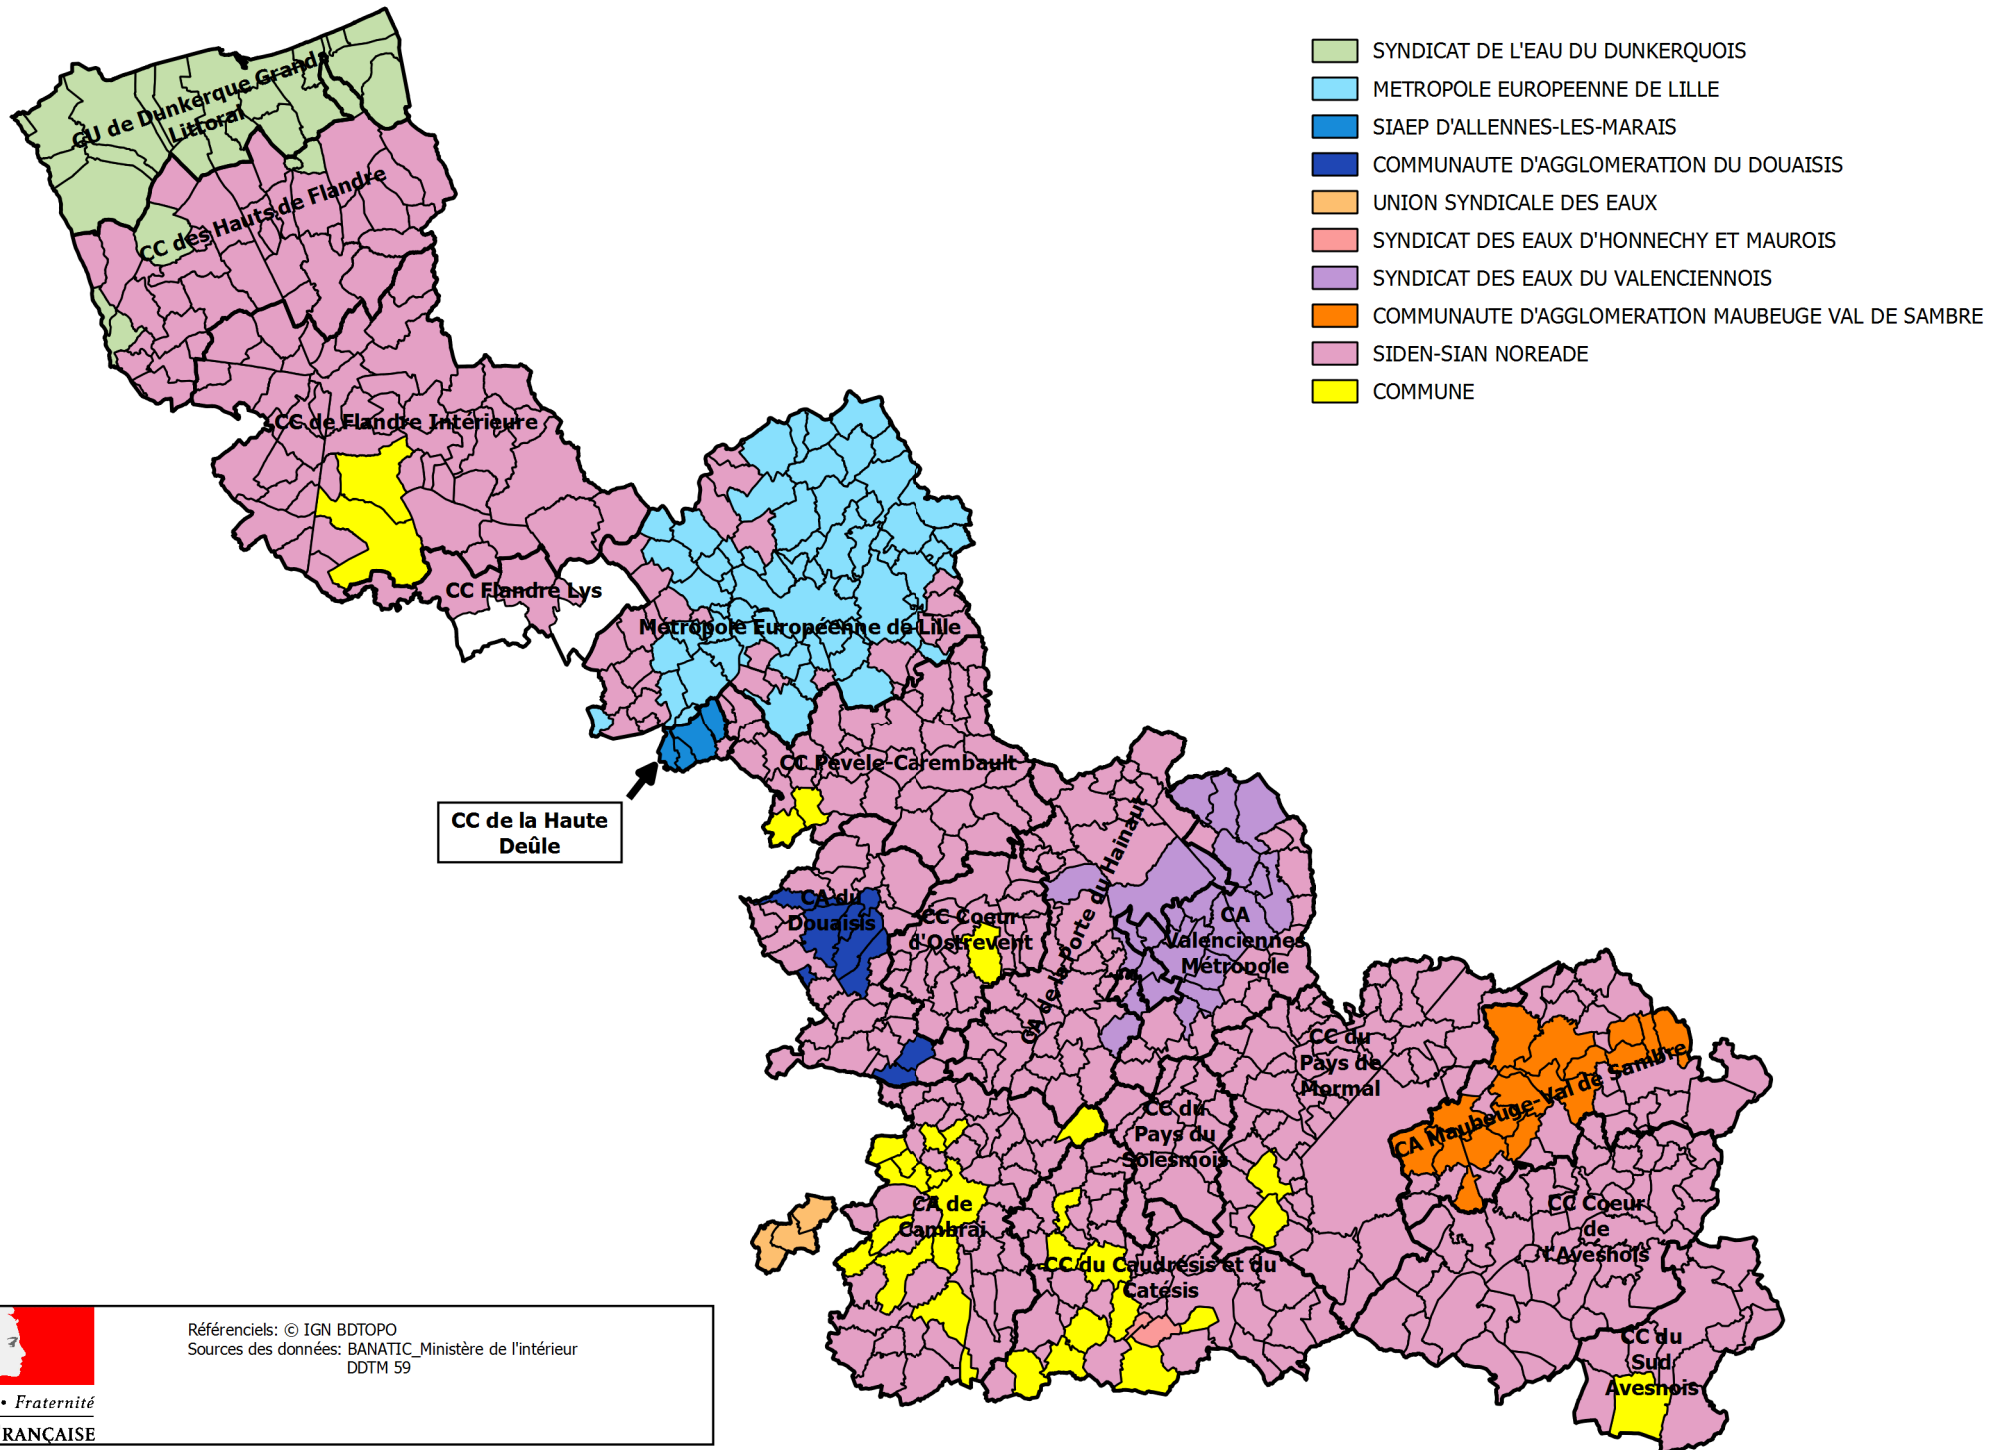 SYNDICAT DE L'EAU DU DUNKERQUOIS
METROPOLE EUROPEENNE DE LILLE
SIAEP D'ALLENNES-LES-MARAIS
COMMUNAUTE D'AGGLOMERATION DU DOUAISIS
UNION SYNDICALE DES EAUX
SYNDICAT DES EAUX D'HONNECHY ET MAUROIS
SYNDICAT DES EAUX DU VALENCIENNOIS
COMMUNAUTE D'AGGLOMERATION MAUBEUGE VAL DE SAMBRE
SIDEN-SIAN NOREADE
COMMUNE
CU de Dunkerque Grands
Littoral
CC des Hauts de Flandre
CC de Flandre Intérieure
CC Flandre Lys
Métropole Européenne de Lille
CC Pévèle-Carembault
CC de la Haute
Deûle
CA du
Douaisis
CC Coeur
d'Ostrevent
CA de la Porte du Hainaut
CA
Valenciennes
Métropole
CC du
Pays de
Mormal
CA Maubeuge-Val de Sambre
CC du
Pays du
Solesmois
CA de
Cambrai
CC Coeur
de
l'Avesnois
CC du Caudrésis et du
Catésis
CC du
Sud
Avesnois
Référenciels: © IGN BDTOPO
Sources des données: BANATIC_Ministère de l'intérieur
DDTM 59
• Fraternité
RANÇAISE